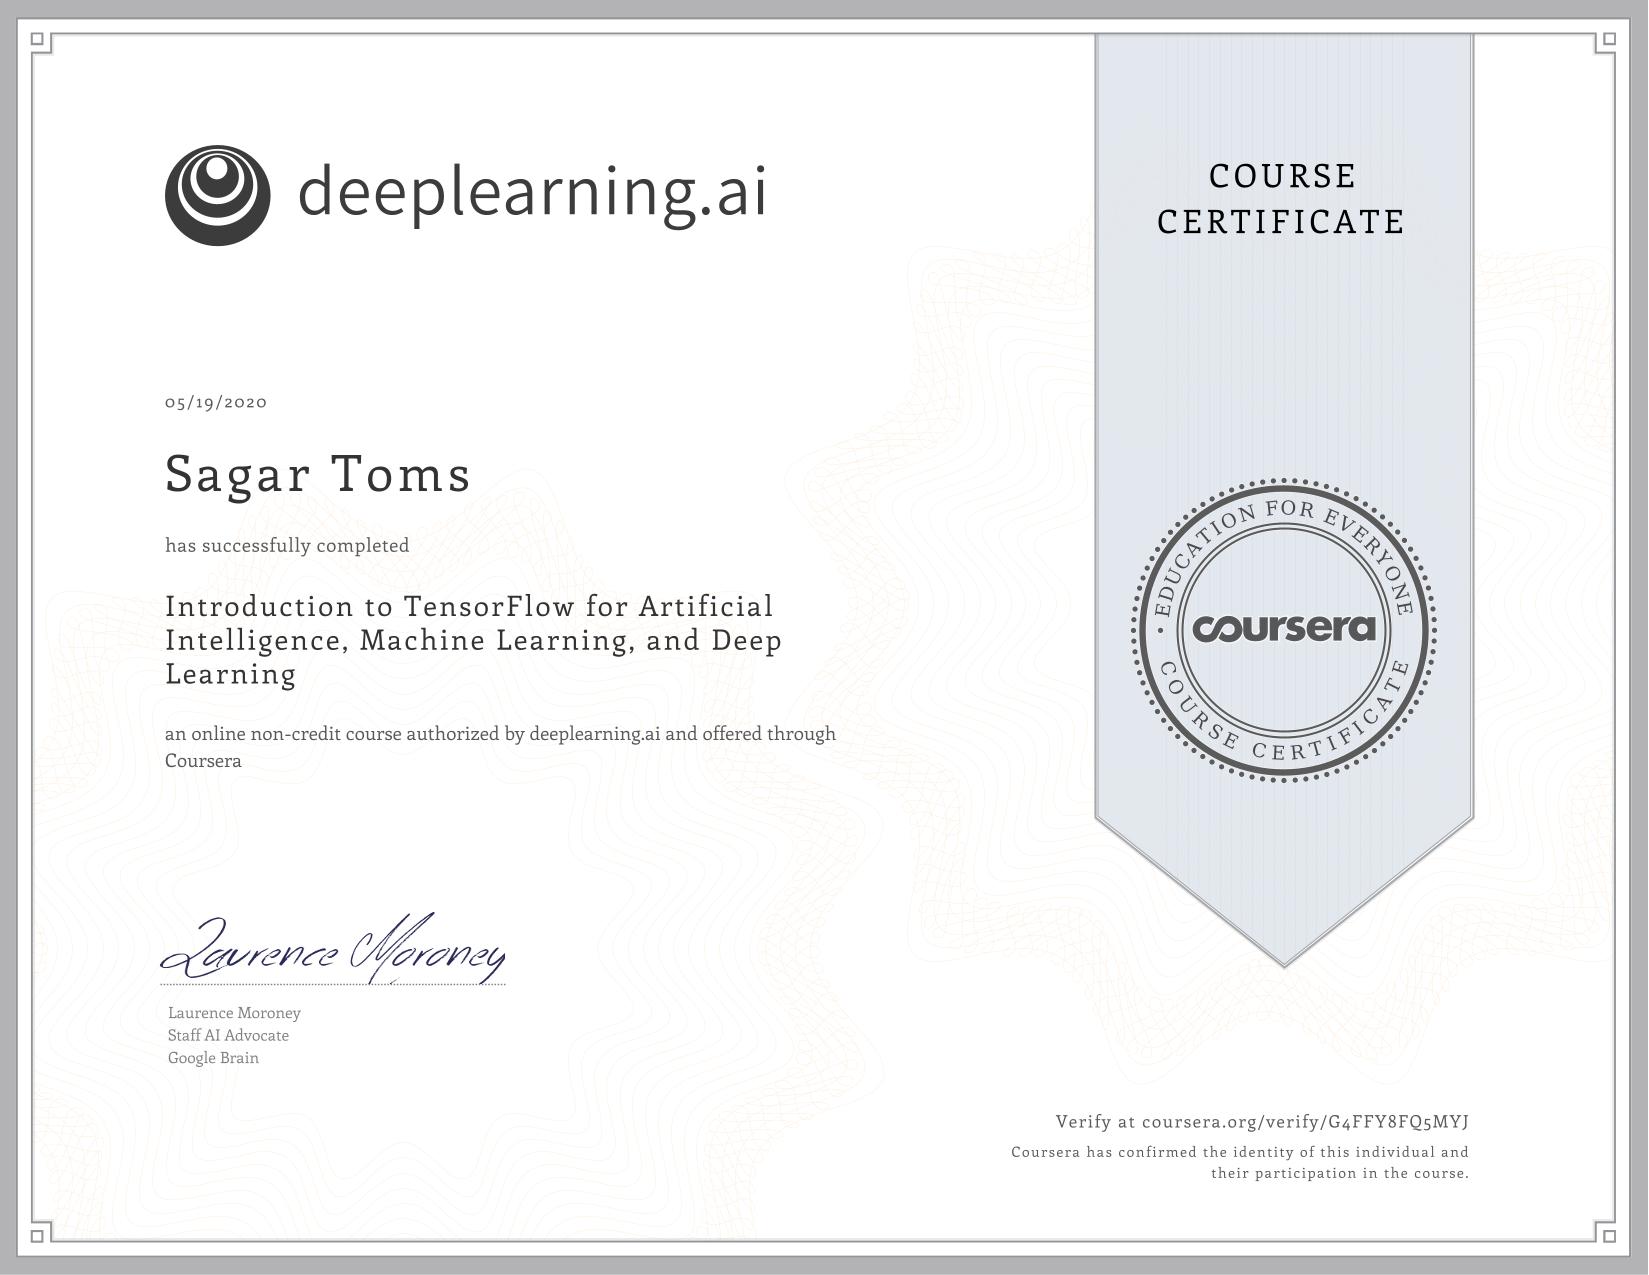 deeplearning.ai
COURSE
CERTIFICATE
05/19/2020
Sagar Toms
has successfully completed
Introduction to TensorFlow for Artificial
Intelligence, Machine Learning, and Deep
Learning
an online non-credit course authorized by deeplearning.ai and offered through
Coursera
EDUCATION FOR EVERYONE
coursera
COURSE CERTIFICATE
Laurence Moroney
Laurence Moroney
Staff AI Advocate
Google Brain
Verify at coursera.org/verify/G4FFY8FQ5MYJ
Coursera has confirmed the identity of this individual and
their participation in the course.